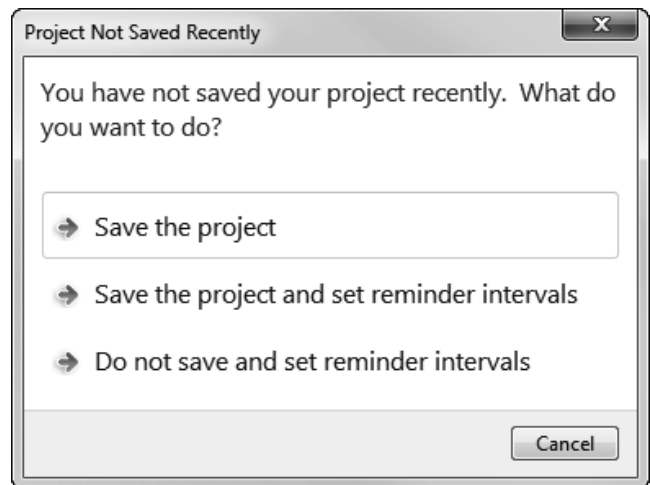 Project Not Saved Recently
You have not saved your project recently.  What do
you want to do?
Save the project
Save the project and set reminder intervals
Do not save and set reminder intervals
Cancel